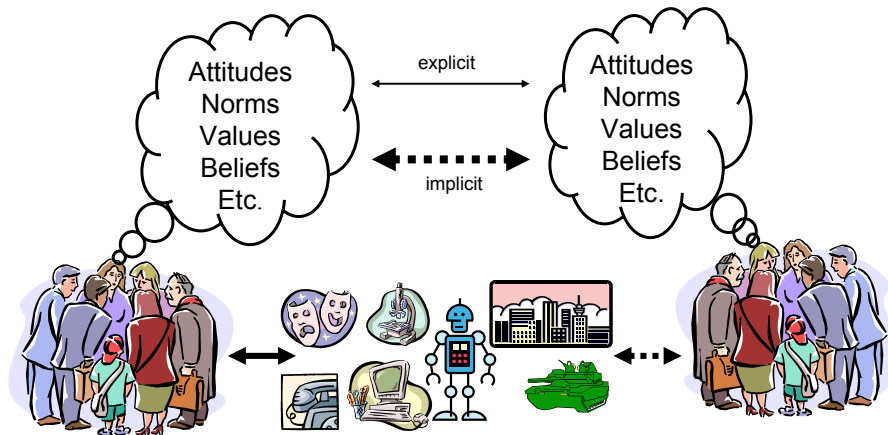 Attitudes
Norms
Values
Beliefs
Etc.
explicit
implicit
Attitudes
Norms
Values
Beliefs
Etc.